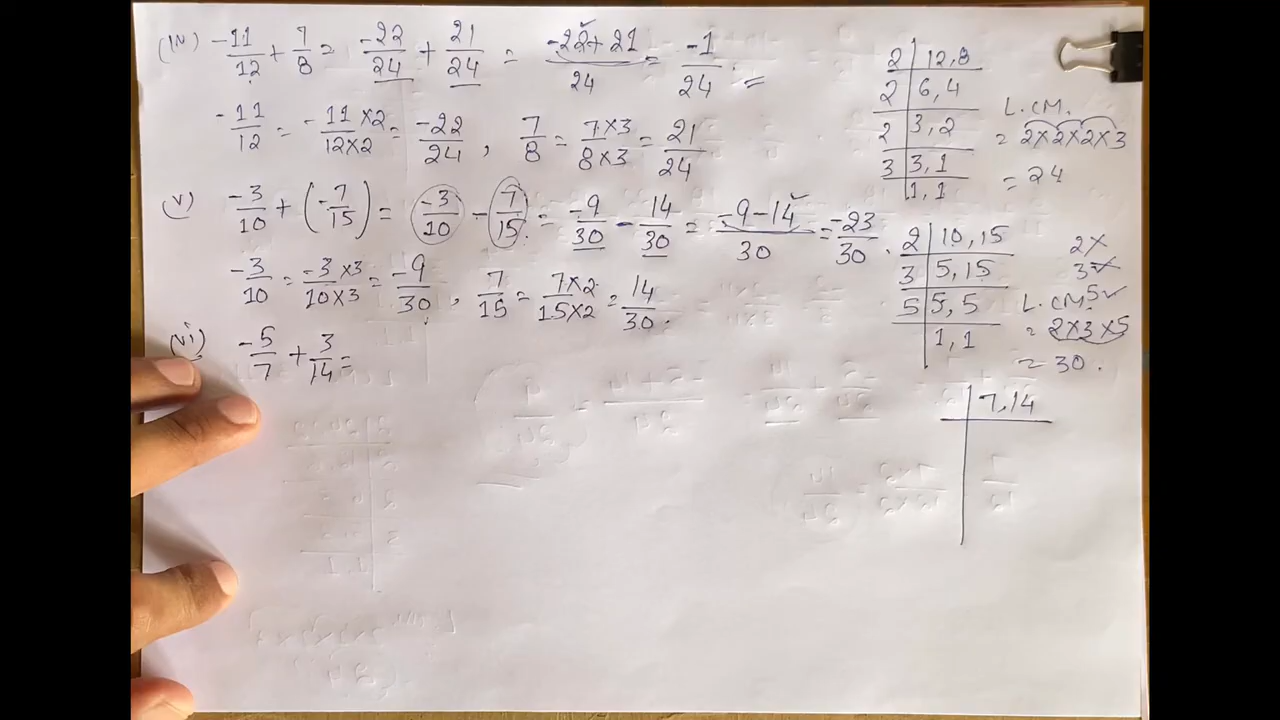 (iv) -11/12 + 7/8 = -22/24 + 21/24 = -22+21/24 = -1/24 =
-11/12 = -11×2/12×2 = -22/24, 7/8 = 7×3/8×3 = 21/24
(v) -3/10 + (-7/15) = -3/10 - 7/15 = -9/30 - 14/30 = -9-14/30 = -23/30.
-3/10 = -3×3/10×3 = -9/30, 7/15 = 7×2/15×2 = 14/30.
(vi) -5/7 + 3/14 =
2 | 12,8
2 | 6,4
2 | 3,2
3 | 3,1
1,1
L.CM.
= 2×2×2×3
= 24
2 | 10,15
3 | 5,15
5 | 5,5
1,1
2×
3✓
5✓
L.CM
= 2×3×5
= 30.
7,14